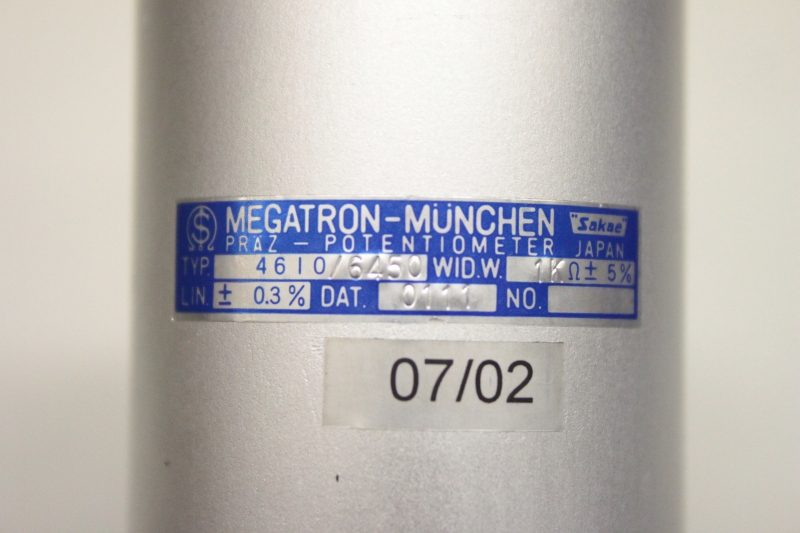 MEGATRON-MÜNCHEN "Sakae"
PRÄZ - POTENTIOMETER JAPAN
TYP. 4610/6450 WID.W. 1KΩ ± 5%
LIN. ± 0.3% DAT. 0111 NO.
07/02